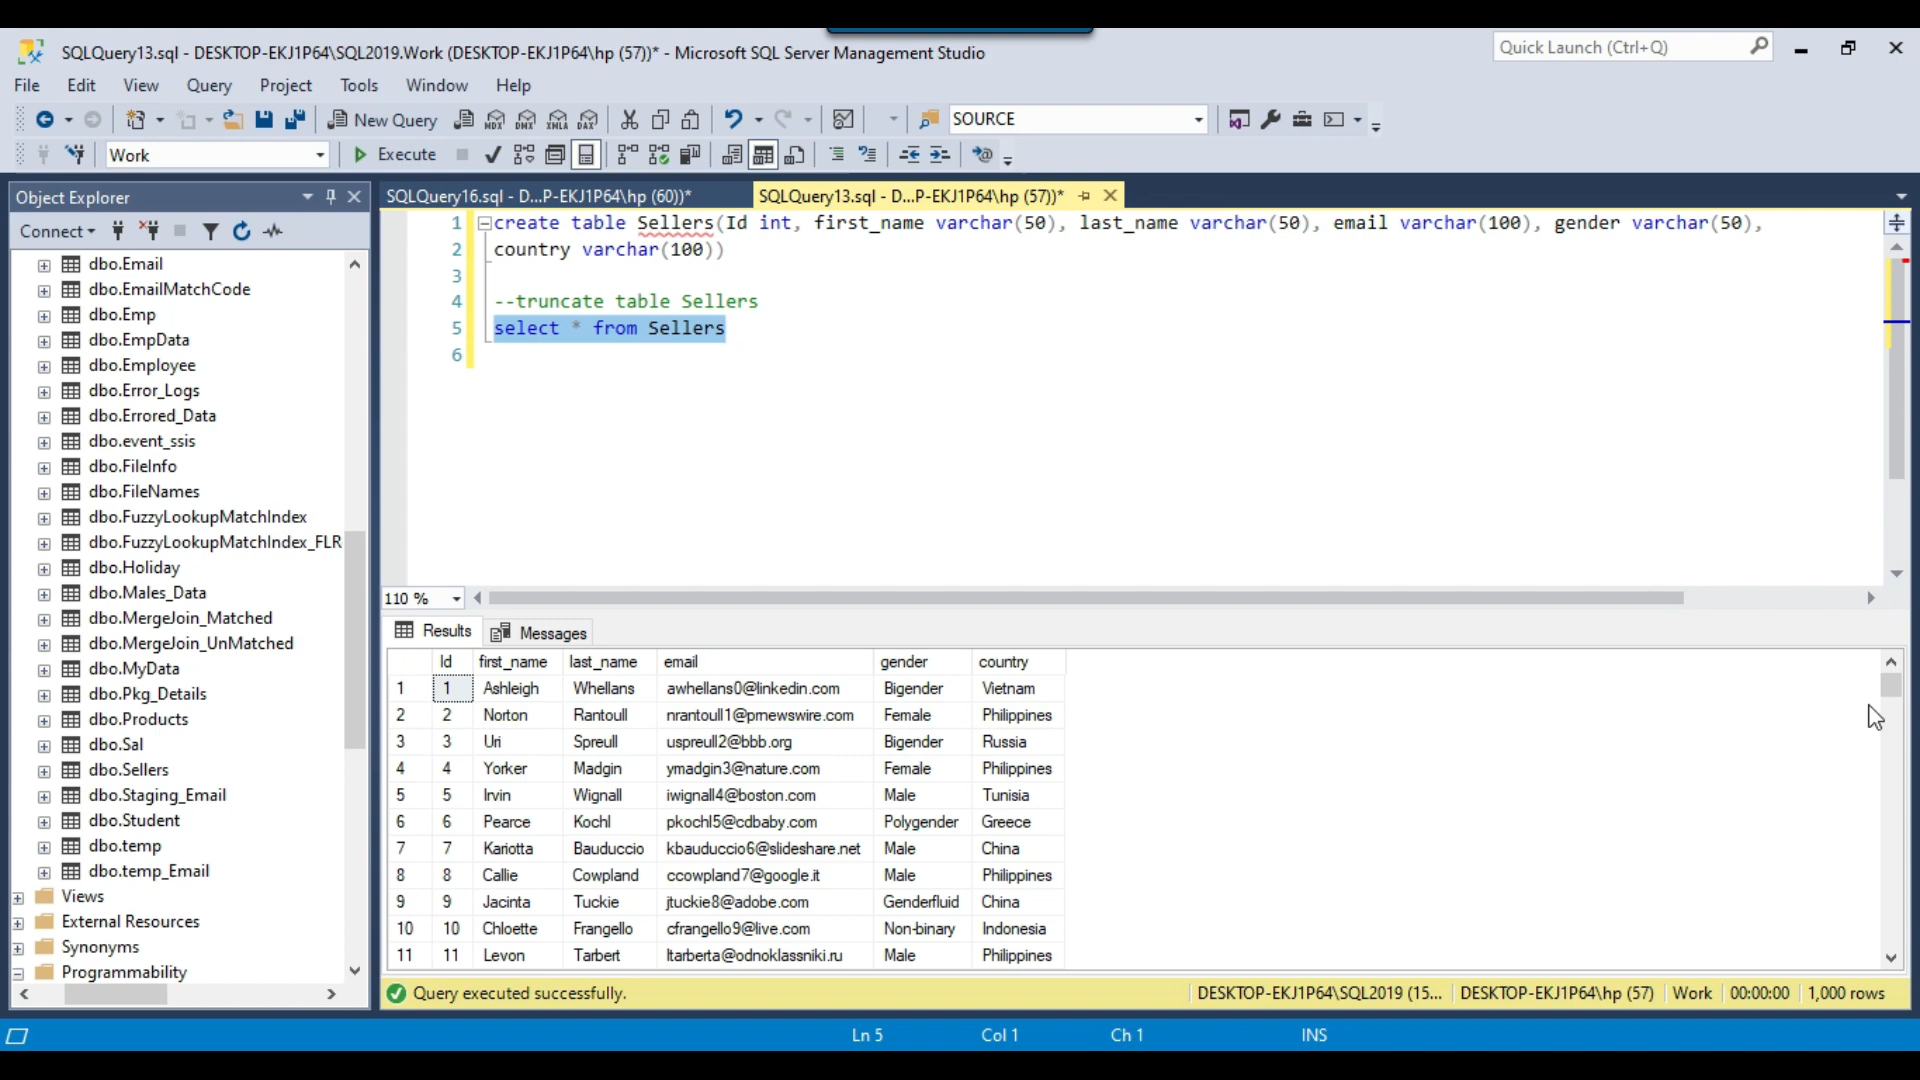 SQLQuery13.sql - DESKTOP-EKJ1P64\SQL2019.Work (DESKTOP-EKJ1P64\hp (57))* - Microsoft SQL Server Management Studio
Quick Launch (Ctrl+Q)
File Edit View Query Project Tools Window Help
New Query MDX DMX XMLA DAX SOURCE
Work Execute
Object Explorer
SQLQuery16.sql - D...P-EKJ1P64\hp (60))*
SQLQuery13.sql - D...P-EKJ1P64\hp (57))*
Connect
dbo.Email
dbo.EmailMatchCode
dbo.Emp
dbo.EmpData
dbo.Employee
dbo.Error_Logs
dbo.Errored_Data
dbo.event_ssis
dbo.FileInfo
dbo.FileNames
dbo.FuzzyLookupMatchIndex
dbo.FuzzyLookupMatchIndex_FLR
dbo.Holiday
dbo.Males_Data
dbo.MergeJoin_Matched
dbo.MergeJoin_UnMatched
dbo.MyData
dbo.Pkg_Details
dbo.Products
dbo.Sal
dbo.Sellers
dbo.Staging_Email
dbo.Student
dbo.temp
dbo.temp_Email
Views
External Resources
Synonyms
Programmability
1 create table Sellers(Id int, first_name varchar(50), last_name varchar(50), email varchar(100), gender varchar(50),
2 country varchar(100))
3
4 --truncate table Sellers
5 select * from Sellers
6
110 %
Results Messages
Id first_name last_name email gender country
1 1 Ashleigh Whellans awhellans0@linkedin.com Bigender Vietnam
2 2 Norton Rantoull nrantoull1@prnewswire.com Female Philippines
3 3 Uri Spreull uspreull2@bbb.org Bigender Russia
4 4 Yorker Madgin ymadgin3@nature.com Female Philippines
5 5 Irvin Wignall iwignall4@boston.com Male Tunisia
6 6 Pearce Kochl pkochl5@cdbaby.com Polygender Greece
7 7 Kariotta Bauduccio kbauduccio6@slideshare.net Male China
8 8 Callie Cowpland ccowpland7@google.it Male Philippines
9 9 Jacinta Tuckie jtuckie8@adobe.com Genderfluid China
10 10 Chloette Frangello cfrangello9@live.com Non-binary Indonesia
11 11 Levon Tarbert ltarberta@odnoklassniki.ru Male Philippines
Query executed successfully.
DESKTOP-EKJ1P64\SQL2019 (15... DESKTOP-EKJ1P64\hp (57) Work 00:00:00 1,000 rows
Ln 5 Col 1 Ch 1 INS